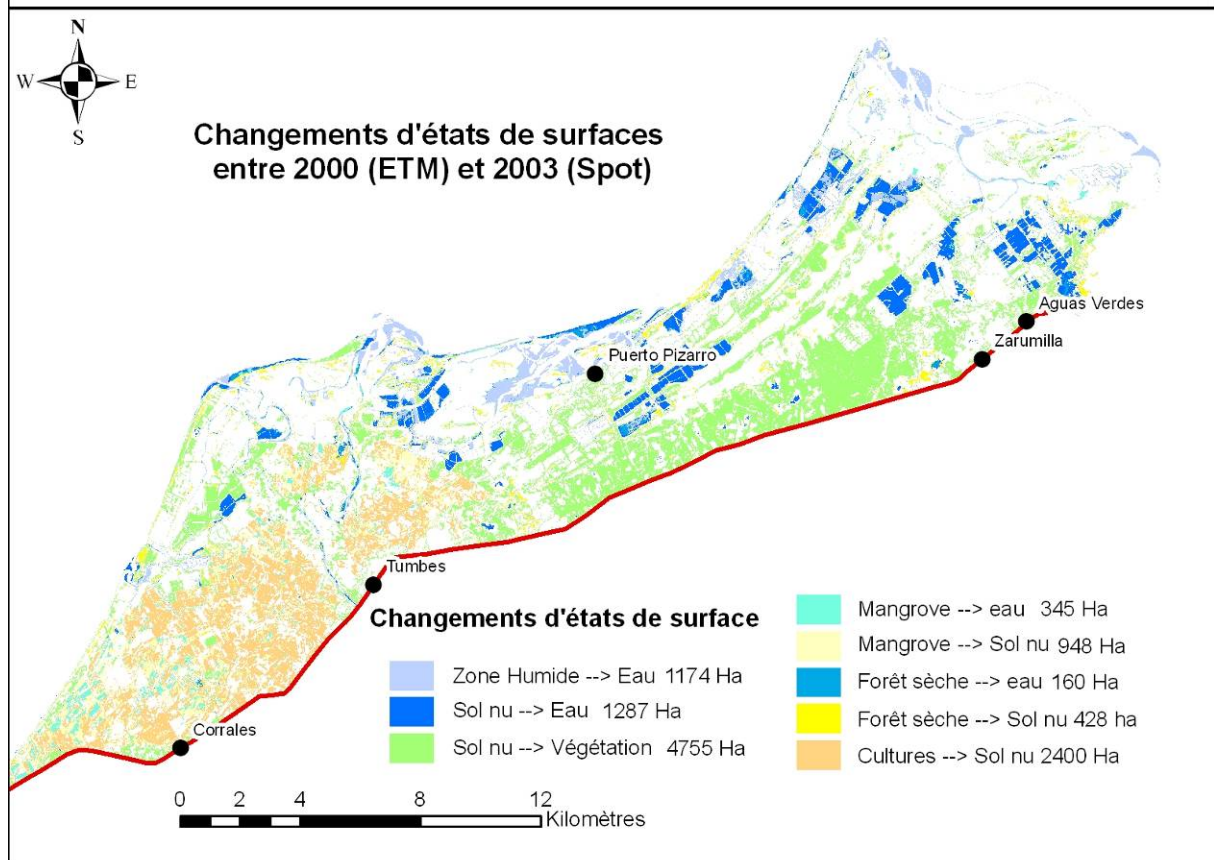 N
W E
S
Changements d'états de surfaces
entre 2000 (ETM) et 2003 (Spot)
Aguas Verdes
Zarumilla
Puerto Pizarro
Tumbes
Corrales
Changements d'états de surface
Zone Humide --> Eau 1174 Ha
Sol nu --> Eau 1287 Ha
Sol nu --> Végétation 4755 Ha
Mangrove --> eau 345 Ha
Mangrove --> Sol nu 948 Ha
Forêt sèche --> eau 160 Ha
Forêt sèche --> Sol nu 428 ha
Cultures --> Sol nu 2400 Ha
0 2 4 8 12
Kilomètres